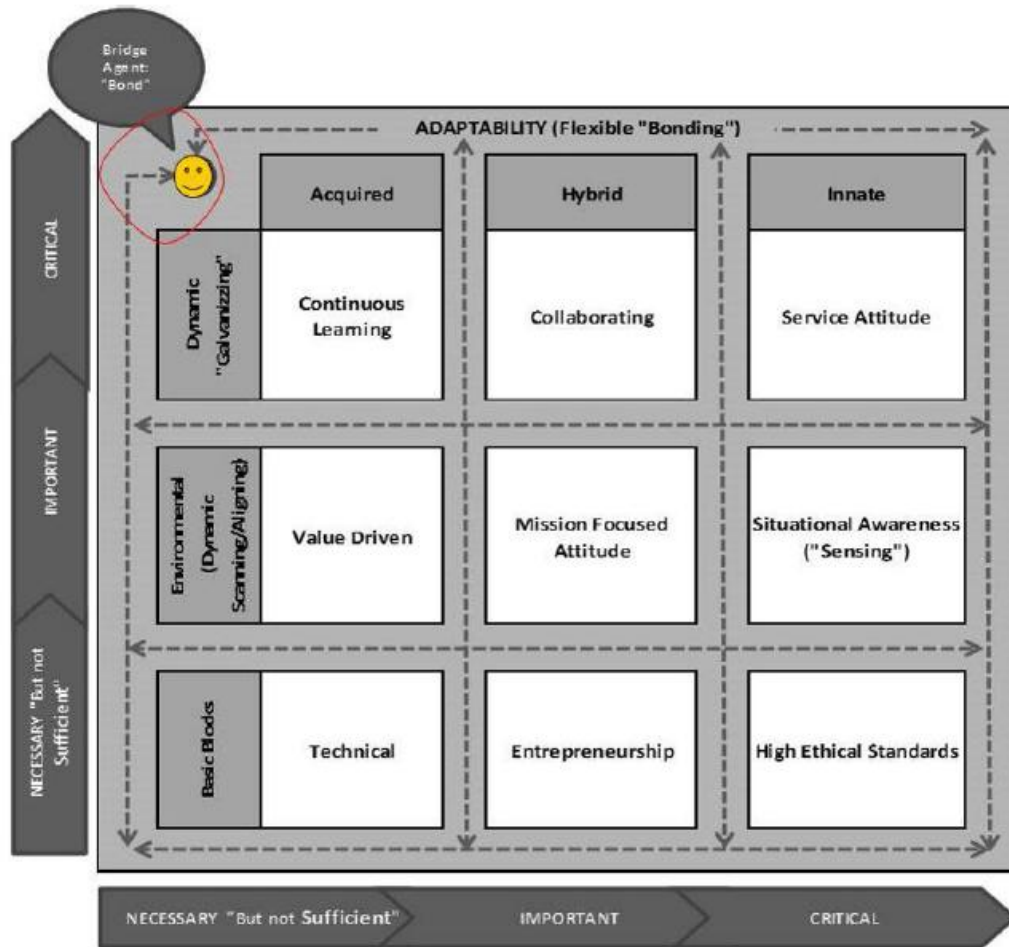 Bridge
Agent:
"Bond"
ADAPTABILITY (Flexible "Bonding")
Acquired
Hybrid
Innate
CRITICAL
Dynamic
"Galvanizzing"
Continuous
Learning
Collaborating
Service Attitude
IMPORTANT
Environmental
(Dynamic
Scanning/Aligning)
Value Driven
Mission Focused
Attitude
Situational Awareness
("Sensing")
NECESSARY "But not
Sufficient"
Basic Blocks
Technical
Entrepreneurship
High Ethical Standards
NECESSARY "But not Sufficient"
IMPORTANT
CRITICAL